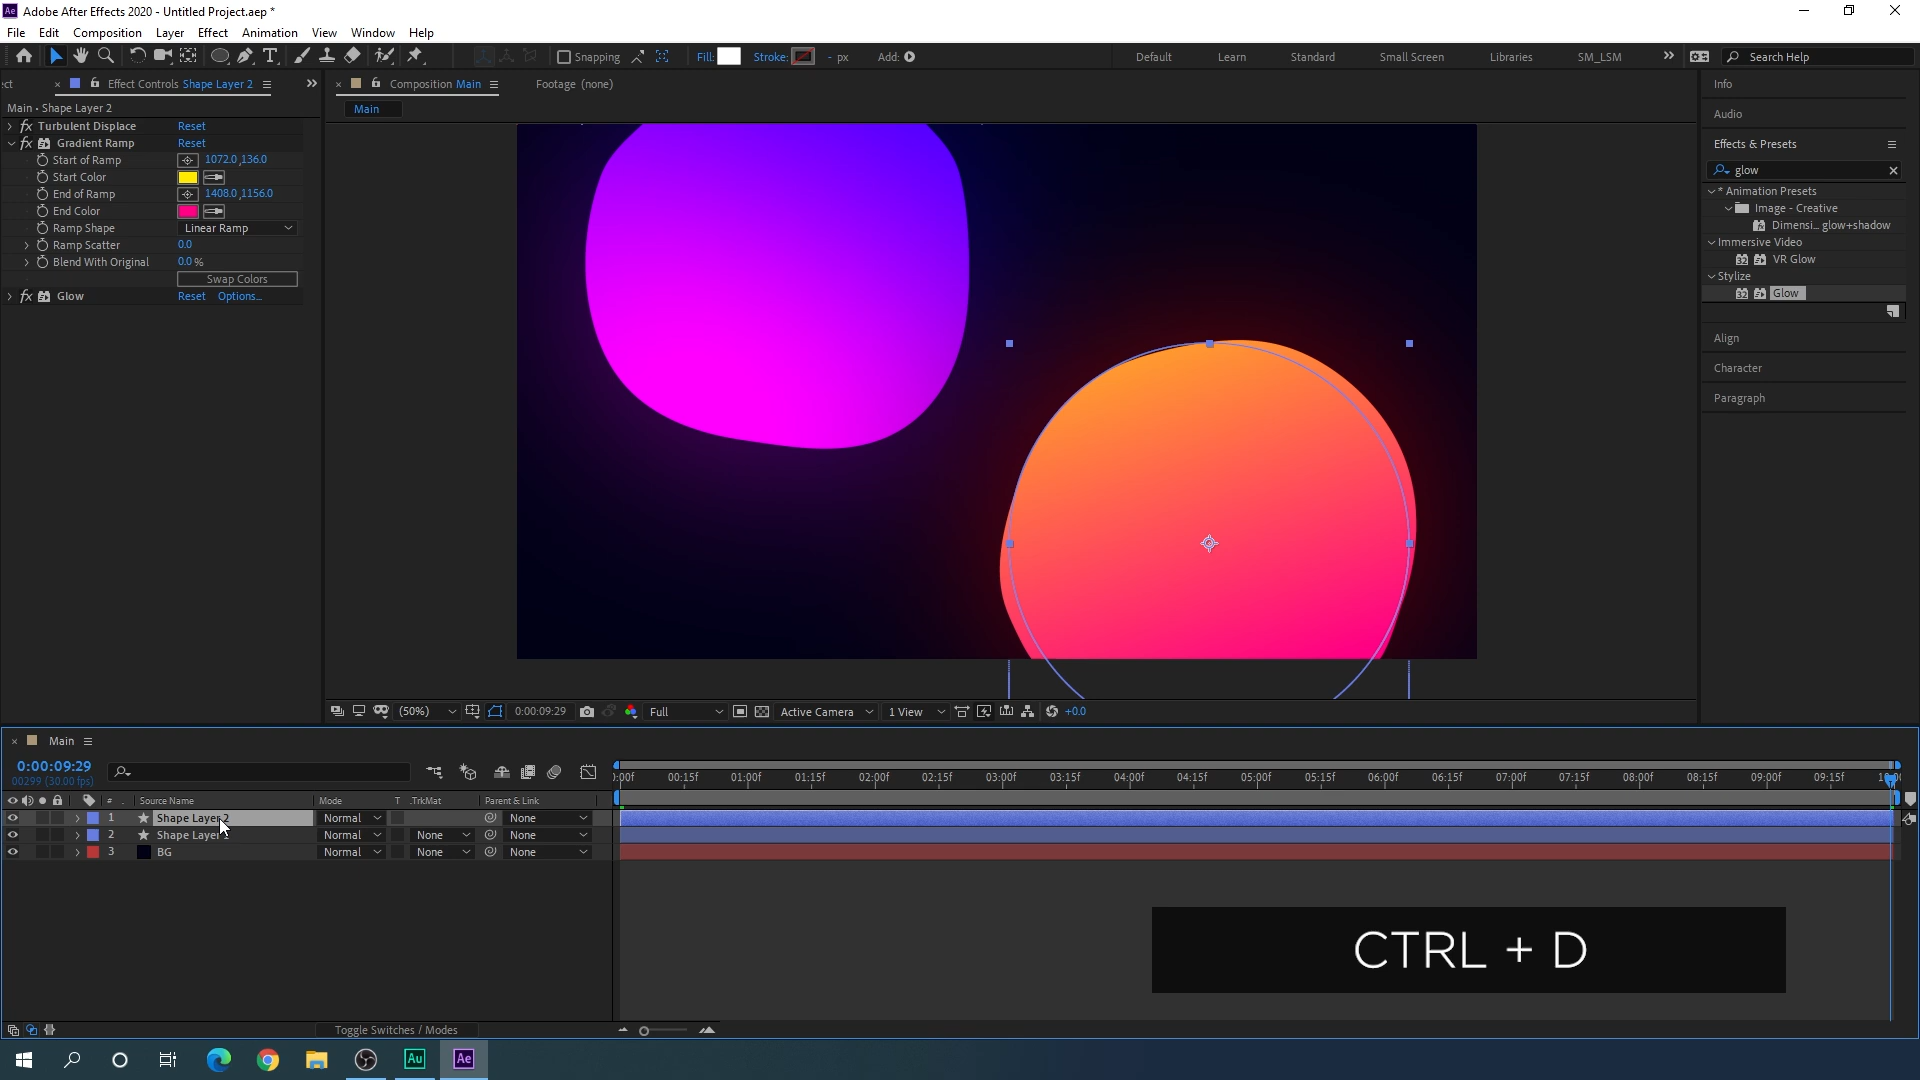 Adobe After Effects 2020 - Untitled Project.aep *
File Edit Composition Layer Effect Animation View Window Help
Snapping Fill: Stroke: - px Add: Default Learn Standard Small Screen Libraries SM_LSM Search Help
ect Effect Controls Shape Layer 2 Composition Main Footage (none) Info
Main • Shape Layer 2 Main
Turbulent Displace Reset
Gradient Ramp Reset
Start of Ramp 1072.0 ,136.0
Start Color
End of Ramp 1408.0 ,1156.0
End Color
Ramp Shape Linear Ramp
Ramp Scatter 0.0
Blend With Original 0.0 %
Swap Colors
Glow Reset Options...
Audio
Effects & Presets
glow
* Animation Presets
Image - Creative
Dimensi... glow+shadow
Immersive Video
32 VR Glow
Stylize
32 Glow
Align
Character
Paragraph
(50%) 0:00:09:29 Full Active Camera 1 View +0.0
Main
0:00:09:29
00299 (30.00 fps)
:00f 00:15f 01:00f 01:15f 02:00f 02:15f 03:00f 03:15f 04:00f 04:15f 05:00f 05:15f 06:00f 06:15f 07:00f 07:15f 08:00f 08:15f 09:00f 09:15f
# Source Name Mode T .TrkMat Parent & Link
1 Shape Layer 2 Normal None
2 Shape Layer Normal None None
3 BG Normal None None
CTRL + D
Toggle Switches / Modes
Au Ae